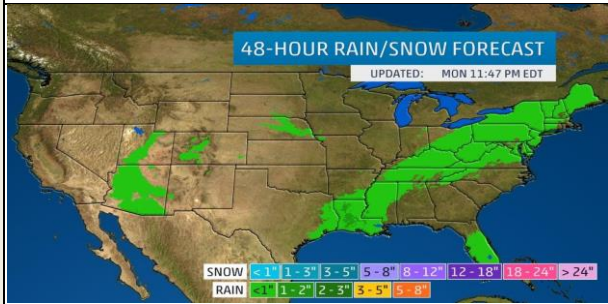 48-HOUR RAIN/SNOW FORECAST
UPDATED: MON 11:47 PM EDT
SNOW < 1" 1 - 3" 3 - 5" 5 - 8" 8 - 12" 12 - 18" 18 - 24" > 24"
RAIN <1" 1 - 2" 2 - 3" 3 - 5" 5 - 8"